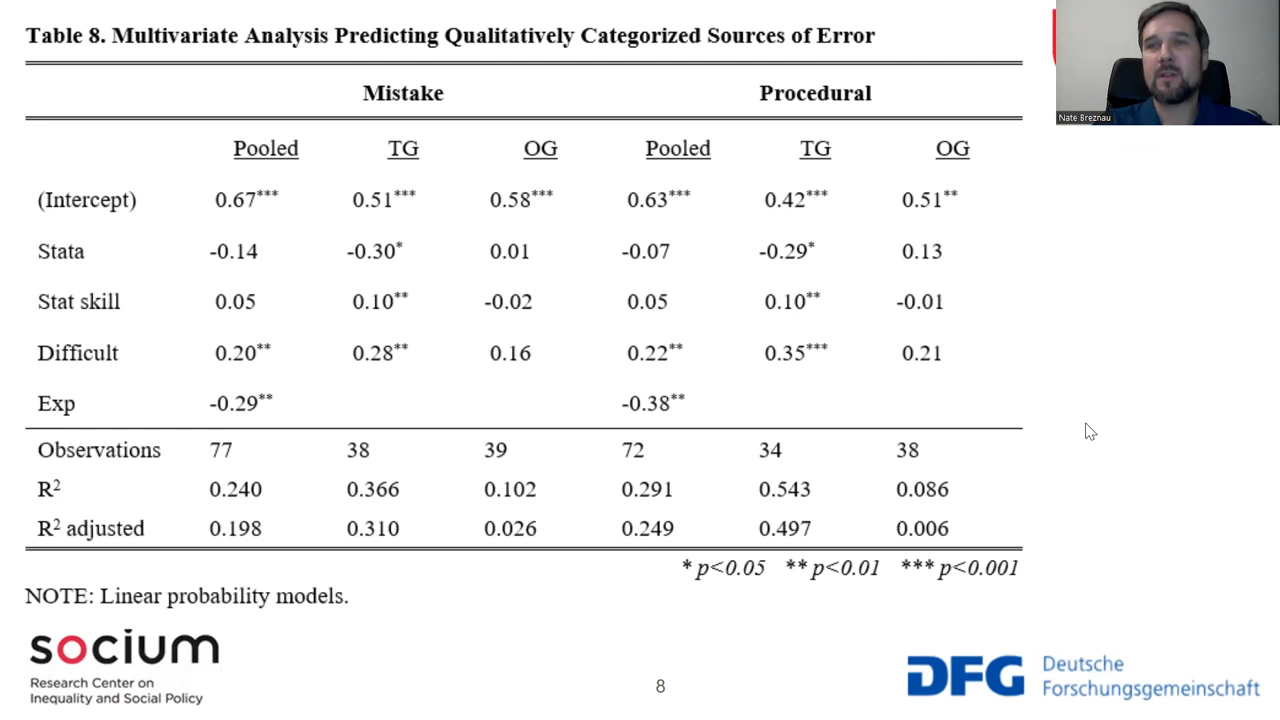 Table 8. Multivariate Analysis Predicting Qualitatively Categorized Sources of Error
Mistake Procedural
Pooled TG OG Pooled TG OG
(Intercept) 0.67*** 0.51*** 0.58*** 0.63*** 0.42*** 0.51**
Stata -0.14 -0.30* 0.01 -0.07 -0.29* 0.13
Stat skill 0.05 0.10** -0.02 0.05 0.10** -0.01
Difficult 0.20** 0.28** 0.16 0.22** 0.35*** 0.21
Exp -0.29** -0.38**
Observations 77 38 39 72 34 38
R² 0.240 0.366 0.102 0.291 0.543 0.086
R² adjusted 0.198 0.310 0.026 0.249 0.497 0.006
* p<0.05 ** p<0.01 *** p<0.001
NOTE: Linear probability models.
socium
Research Center on
Inequality and Social Policy
8
DFG Deutsche
Forschungsgemeinschaft
Nate Breznau